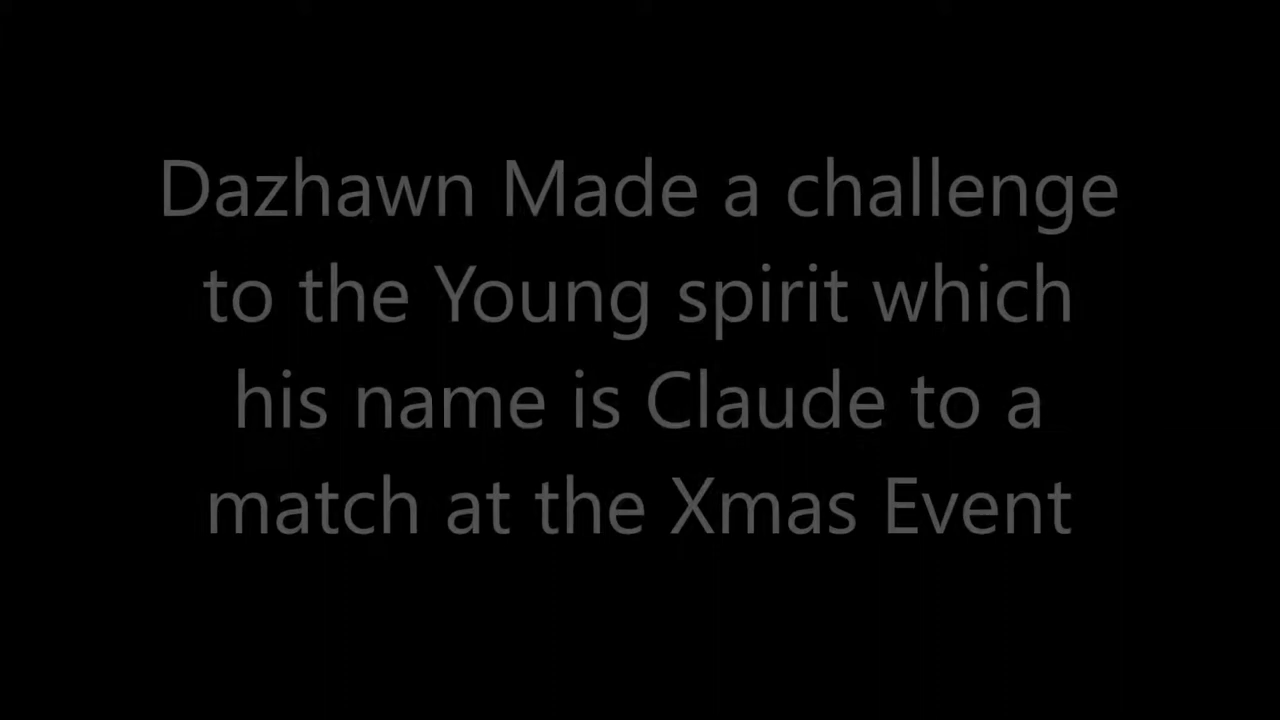 Dazhawn Made a challenge
to the Young spirit which
his name is Claude to a
match at the Xmas Event